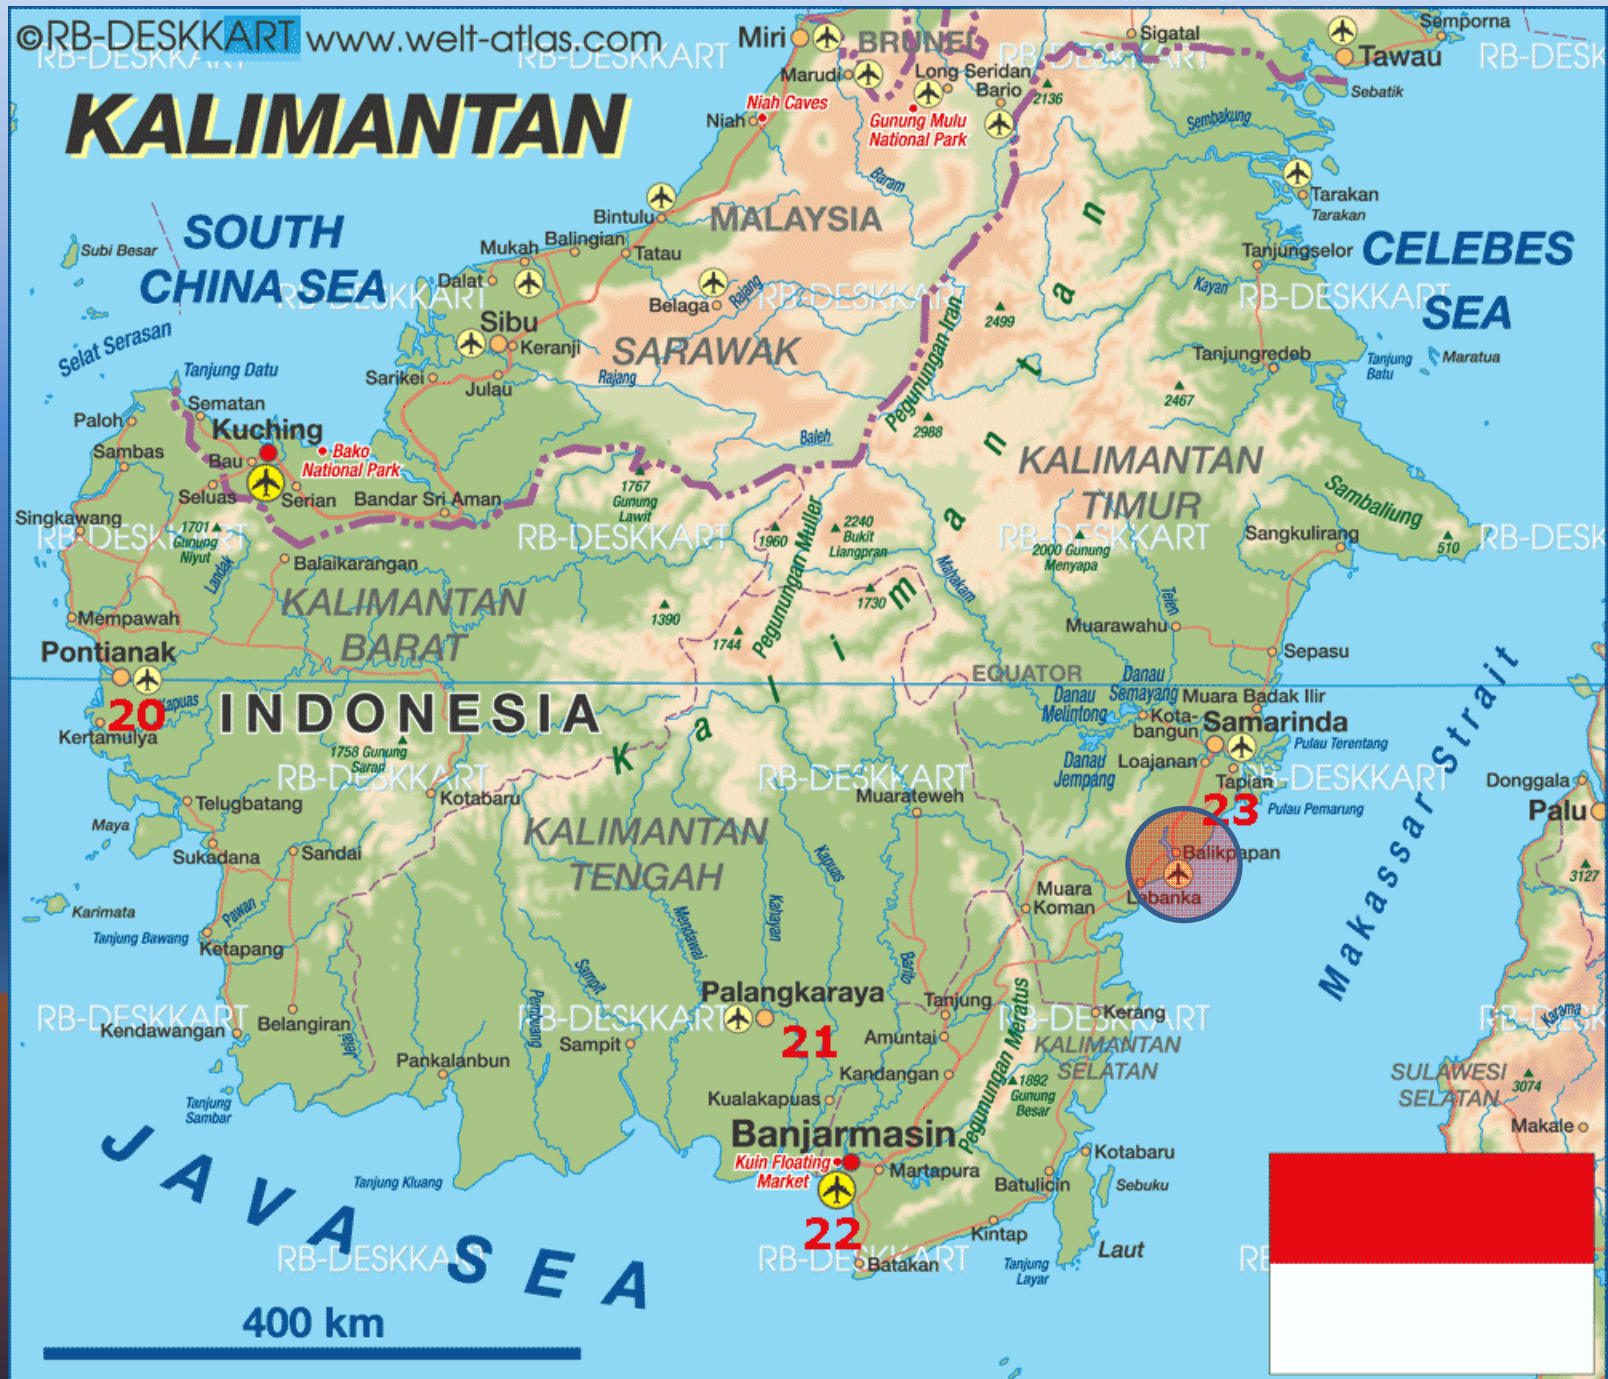 ©RB-DESKKART www.welt-atlas.com
KALIMANTAN
Miri
BRUNEI
Marudi
Long Seridan
Bario
Sigatal
Semporna
Tawau
Sebatik
Niah Caves
Niah
Gunung Mulu
National Park
2136
Sembakung
Baram
Tarakan
Tarakan
SOUTH
CHINA SEA
Subi Besar
Bintulu
MALAYSIA
Mukah
Balingian
Tatau
Dalat
Belaga
Rajang
Tanjungselor
Kayan
CELEBES
SEA
Selat Serasan
Sibu
Keranji
SARAWAK
2499
Pegunungan Iran
Tanjungredeb
Tanjung
Batu
Maratua
Tanjung Datu
Sarikei
Julau
Rajang
2467
Paloh
Sematan
Kuching
Sambas
Bau
Bako
National Park
Baleh
2988
KALIMANTAN
TIMUR
Seluas
Serian
Bandar Sri Aman
1767
Gunung
Lawit
Sambaliung
Singkawang
1701
Gunung
Niyut
Landak
1960
2240
Bukit
Liangpran
2000 Gunung
Menyapa
Sangkulirang
510
Balaikarangan
Pegunungan Muller
Mahakam
KALIMANTAN
BARAT
1390
1744
1730
Telen
Mempawah
Muarawahu
Pontianak
Sepasu
EQUATOR
Kapuas
20
Kertamulya
INDONESIA
Danau
Semayang
Muara Badak Ilir
Danau
Melintong
Kota-
bangun
Samarinda
1758 Gunung
Saran
Kalimantan
Danau
Jempang
Loajanan
Pulau Terentang
Tapian
Makassar Strait
Donggala
Telugbatang
Kotabaru
Muarateweh
23
Pulau Pemarung
Palu
Maya
KALIMANTAN
TENGAH
Sukadana
Sandai
Kapuas
Balikpapan
3127
Labanka
Muara
Koman
Karimata
Pawan
Mendawai
Kahayan
Tanjung Bawang
Ketapang
Barito
Sampit
Palangkaraya
Tanjung
Kerang
Karama
Kendawangan
Belangiran
Jelai
Pembuang
Sampit
21
Amuntai
KALIMANTAN
SELATAN
Pankalanbun
Kandangan
Pegunungan Meratus
1892
Gunung
Besar
SULAWESI
SELATAN
3074
Tanjung
Sambar
Kualakapuas
Makale
Banjarmasin
Kuin Floating
Market
Martapura
Kotabaru
JAVA SEA
Tanjung Kluang
Batulicin
Sebuku
22
Kintap
Batakan
Tanjung
Layar
Laut
400 km
RB-DESKKART